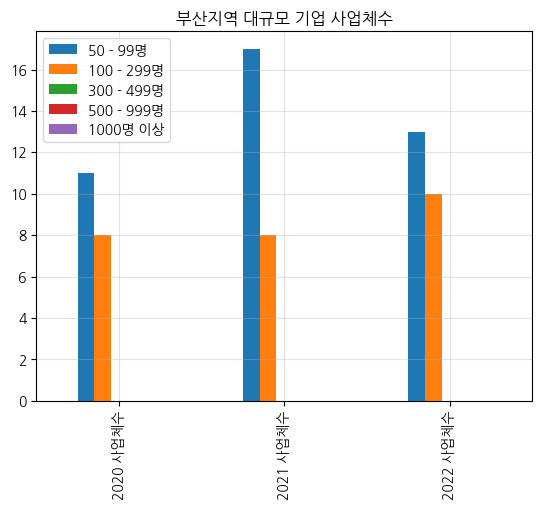 부산지역 대규모 기업 사업체수
50 - 99명
100 - 299명
300 - 499명
500 - 999명
1000명 이상
16
14
12
10
8
6
4
2
0
2020 사업체수
2021 사업체수
2022 사업체수